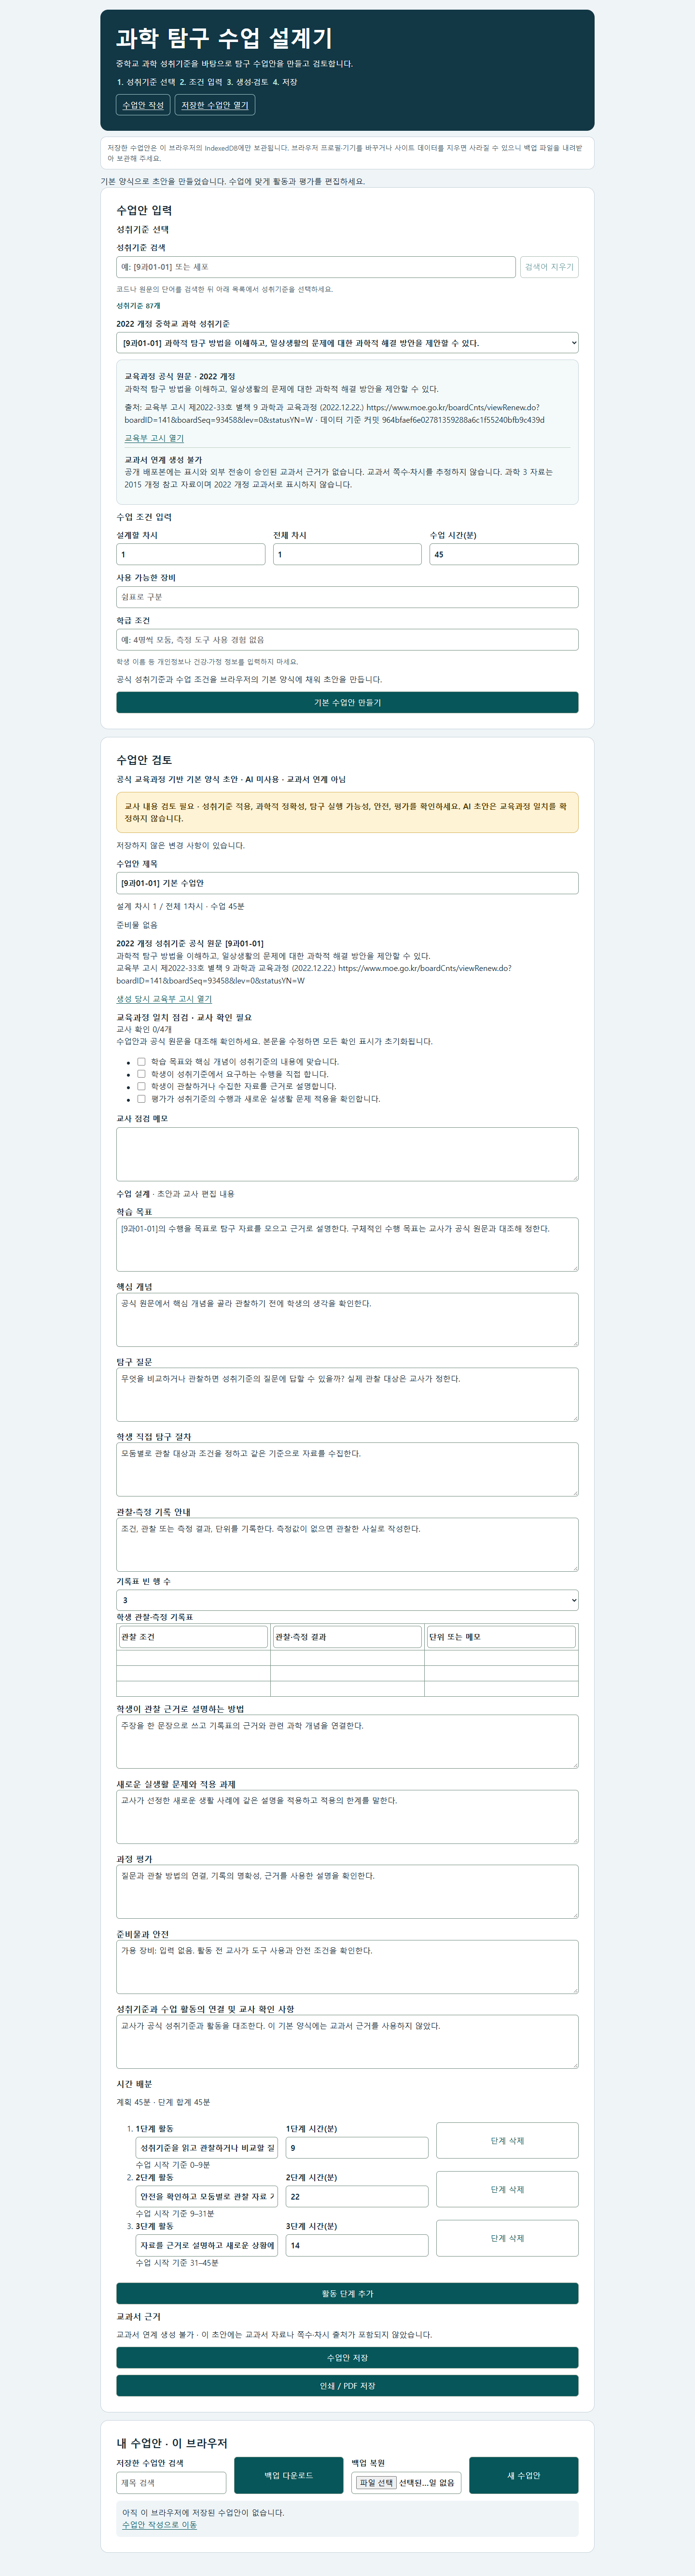 과학 탐구 수업 설계기
중학교 과학 성취기준을 바탕으로 탐구 수업안을 만들고 검토합니다.
1. 성취기준 선택 2. 조건 입력 3. 생성·검토 4. 저장
수업안 작성 저장한 수업안 열기
저장한 수업안은 이 브라우저의 IndexedDB에만 보관됩니다. 브라우저 프로필·기기를 바꾸거나 사이트 데이터를 지우면 사라질 수 있으니 백업 파일을 내려받
아 보관해 주세요.
기본 양식으로 초안을 만들었습니다. 수업에 맞게 활동과 평가를 편집하세요.
수업안 입력
성취기준 선택
성취기준 검색
예: [9과01-01] 또는 세포 검색어 지우기
코드나 원문의 단어를 검색한 뒤 아래 목록에서 성취기준을 선택하세요.
성취기준 87개
2022 개정 중학교 과학 성취기준
[9과01-01] 과학적 탐구 방법을 이해하고, 일상생활의 문제에 대한 과학적 해결 방안을 제안할 수 있다.
교육과정 공식 원문 · 2022 개정
과학적 탐구 방법을 이해하고, 일상생활의 문제에 대한 과학적 해결 방안을 제안할 수 있다.
출처: 교육부 고시 제2022-33호 별책 9 과학과 교육과정 (2022.12.22.) https://www.moe.go.kr/boardCnts/viewRenew.do?
boardID=141&boardSeq=93458&lev=0&statusYN=W · 데이터 기준 커밋 964bfaef6e02781359288a6c1f55240bfb9c439d
교육부 고시 열기
교과서 연계 생성 불가
공개 배포본에는 표시와 외부 전송이 승인된 교과서 근거가 없습니다. 교과서 쪽수·차시를 추정하지 않습니다. 과학 3 자료는
2015 개정 참고 자료이며 2022 개정 교과서로 표시하지 않습니다.
수업 조건 입력
설계할 차시 전체 차시 수업 시간(분)
1 1 45
사용 가능한 장비
쉼표로 구분
학급 조건
예: 4명씩 모둠, 측정 도구 사용 경험 없음
학생 이름 등 개인정보나 건강·가정 정보를 입력하지 마세요.
공식 성취기준과 수업 조건을 브라우저의 기본 양식에 채워 초안을 만듭니다.
기본 수업안 만들기
수업안 검토
공식 교육과정 기반 기본 양식 초안 · AI 미사용 · 교과서 연계 아님
교사 내용 검토 필요 · 성취기준 적용, 과학적 정확성, 탐구 실행 가능성, 안전, 평가를 확인하세요. AI 초안은 교육과정 일치를 확
정하지 않습니다.
저장하지 않은 변경 사항이 있습니다.
수업안 제목
[9과01-01] 기본 수업안
설계 차시 1 / 전체 1차시 · 수업 45분
준비물 없음
2022 개정 성취기준 공식 원문 [9과01-01]
과학적 탐구 방법을 이해하고, 일상생활의 문제에 대한 과학적 해결 방안을 제안할 수 있다.
교육부 고시 제2022-33호 별책 9 과학과 교육과정 (2022.12.22.) https://www.moe.go.kr/boardCnts/viewRenew.do?
boardID=141&boardSeq=93458&lev=0&statusYN=W
생성 당시 교육부 고시 열기
교육과정 일치 점검 · 교사 확인 필요
교사 확인 0/4개
수업안과 공식 원문을 대조해 확인하세요. 본문을 수정하면 모든 확인 표시가 초기화됩니다.
학습 목표와 핵심 개념이 성취기준의 내용에 맞습니다.
학생이 성취기준에서 요구하는 수행을 직접 합니다.
학생이 관찰하거나 수집한 자료를 근거로 설명합니다.
평가가 성취기준의 수행과 새로운 실생활 문제 적용을 확인합니다.
교사 점검 메모
수업 설계 · 초안과 교사 편집 내용
학습 목표
[9과01-01]의 수행을 목표로 탐구 자료를 모으고 근거로 설명한다. 구체적인 수행 목표는 교사가 공식 원문과 대조해 정한다.
핵심 개념
공식 원문에서 핵심 개념을 골라 관찰하기 전에 학생의 생각을 확인한다.
탐구 질문
무엇을 비교하거나 관찰하면 성취기준의 질문에 답할 수 있을까? 실제 관찰 대상은 교사가 정한다.
학생 직접 탐구 절차
모둠별로 관찰 대상과 조건을 정하고 같은 기준으로 자료를 수집한다.
관찰·측정 기록 안내
조건, 관찰 또는 측정 결과, 단위를 기록한다. 측정값이 없으면 관찰한 사실로 작성한다.
기록표 빈 행 수
3
학생 관찰·측정 기록표
관찰 조건 관찰·측정 결과 단위 또는 메모
학생이 관찰 근거로 설명하는 방법
주장을 한 문장으로 쓰고 기록표의 근거와 관련 과학 개념을 연결한다.
새로운 실생활 문제와 적용 과제
교사가 선정한 새로운 생활 사례에 같은 설명을 적용하고 적용의 한계를 말한다.
과정 평가
질문과 관찰 방법의 연결, 기록의 명확성, 근거를 사용한 설명을 확인한다.
준비물과 안전
가용 장비: 입력 없음. 활동 전 교사가 도구 사용과 안전 조건을 확인한다.
성취기준과 수업 활동의 연결 및 교사 확인 사항
교사가 공식 성취기준과 활동을 대조한다. 이 기본 양식에는 교과서 근거를 사용하지 않았다.
시간 배분
계획 45분 · 단계 합계 45분
1. 1단계 활동 1단계 시간(분)
성취기준을 읽고 관찰하거나 비교할 질 9 단계 삭제
수업 시작 기준 0–9분
2. 2단계 활동 2단계 시간(분)
안전을 확인하고 모둠별로 관찰 자료 22 단계 삭제
수업 시작 기준 9–31분
3. 3단계 활동 3단계 시간(분)
자료를 근거로 설명하고 새로운 상황에 14 단계 삭제
수업 시작 기준 31–45분
활동 단계 추가
교과서 근거
교과서 연계 생성 불가 · 이 초안에는 교과서 자료나 쪽수·차시 출처가 포함되지 않았습니다.
수업안 저장
인쇄 / PDF 저장
내 수업안 · 이 브라우저
저장한 수업안 검색 백업 다운로드 백업 복원 새 수업안
제목 검색 파일 선택 선택된...일 없음
아직 이 브라우저에 저장된 수업안이 없습니다.
수업안 작성으로 이동